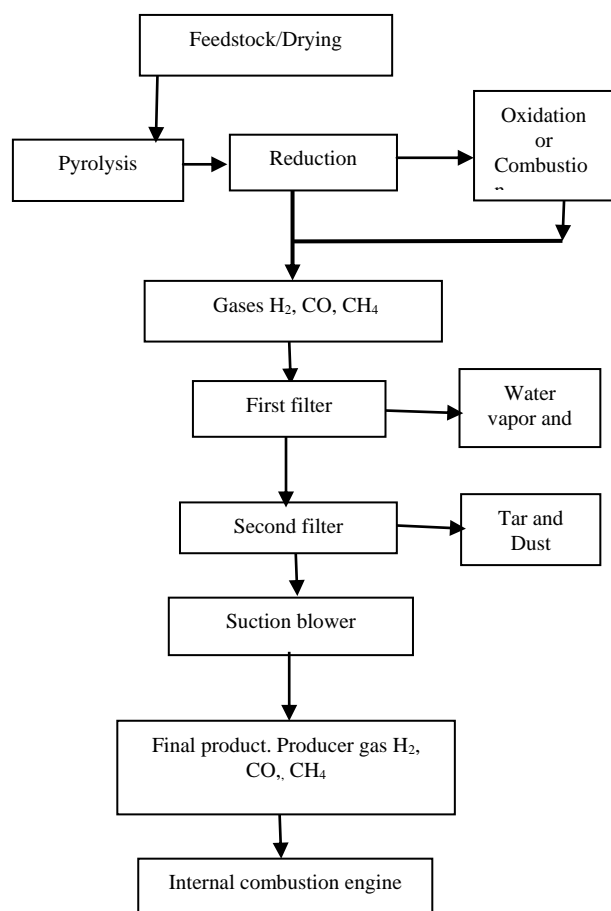 Feedstock/Drying
Pyrolysis
Reduction
Oxidation
or
Combustio
Gases H₂, CO, CH₄
First filter
Water
vapor and
Second filter
Tar and
Dust
Suction blower
Final product. Producer gas H₂,
CO,, CH₄
Internal combustion engine